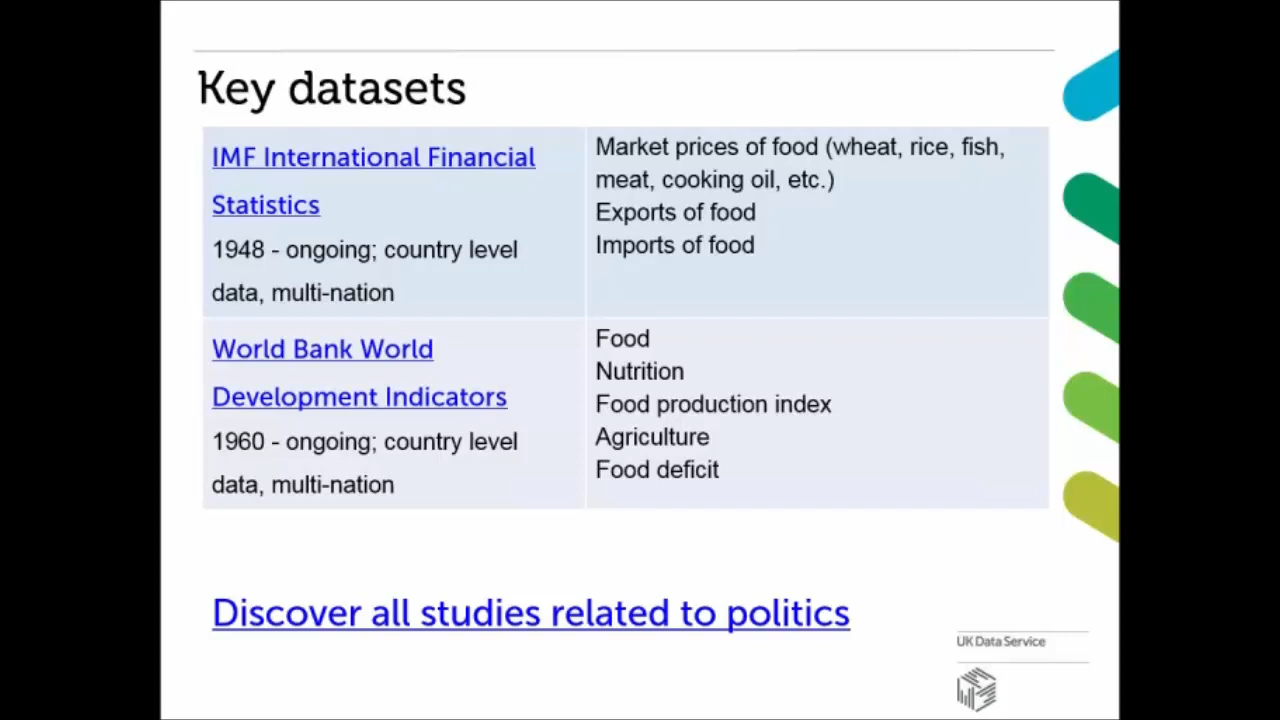 Key datasets
IMF International Financial
Statistics
1948 - ongoing; country level
data, multi-nation
Market prices of food (wheat, rice, fish,
meat, cooking oil, etc.)
Exports of food
Imports of food
World Bank World
Development Indicators
1960 - ongoing; country level
data, multi-nation
Food
Nutrition
Food production index
Agriculture
Food deficit
Discover all studies related to politics
UK Data Service